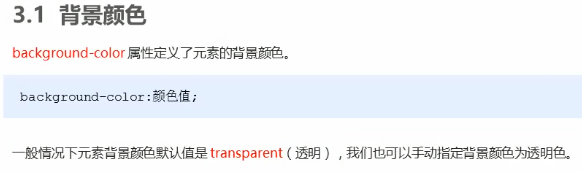 3.1 背景颜色
background-color 属性定义了元素的背景颜色。
background-color:颜色值;
一般情况下元素背景颜色默认值是 transparent（透明），我们也可以手动指定背景颜色为透明色。